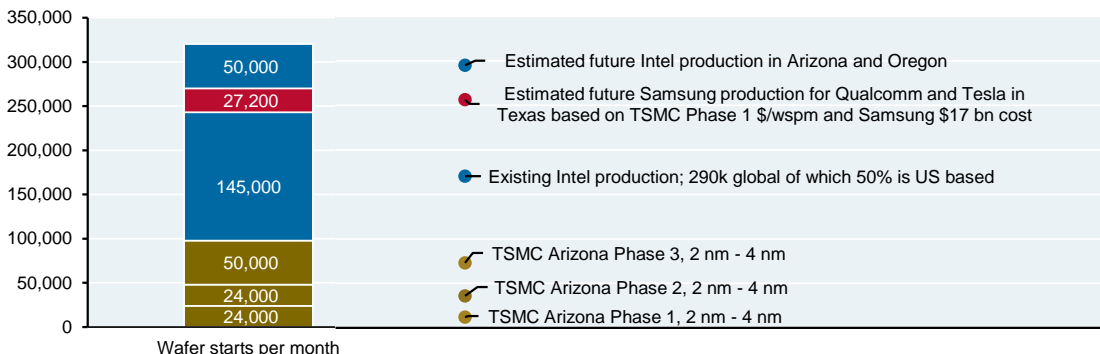 350,000
300,000
250,000
200,000
150,000
100,000
50,000
0
50,000
27,200
145,000
50,000
24,000
24,000
Wafer starts per month
Estimated future Intel production in Arizona and Oregon
Estimated future Samsung production for Qualcomm and Tesla in
Texas based on TSMC Phase 1 $/wspm and Samsung $17 bn cost
Existing Intel production; 290k global of which 50% is US based
TSMC Arizona Phase 3, 2 nm - 4 nm
TSMC Arizona Phase 2, 2 nm - 4 nm
TSMC Arizona Phase 1, 2 nm - 4 nm